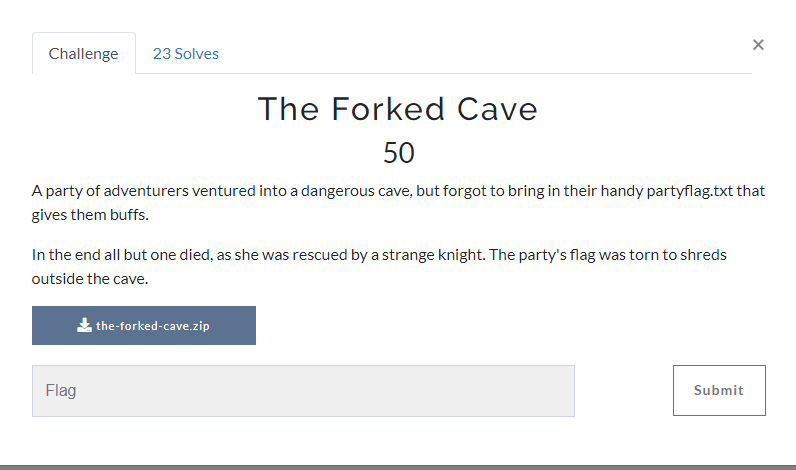 Challenge
23 Solves
×
The Forked Cave
50
A party of adventurers ventured into a dangerous cave, but forgot to bring in their handy partyflag.txt that
gives them buffs.
In the end all but one died, as she was rescued by a strange knight. The party's flag was torn to shreds
outside the cave.
the-forked-cave.zip
Flag
Submit